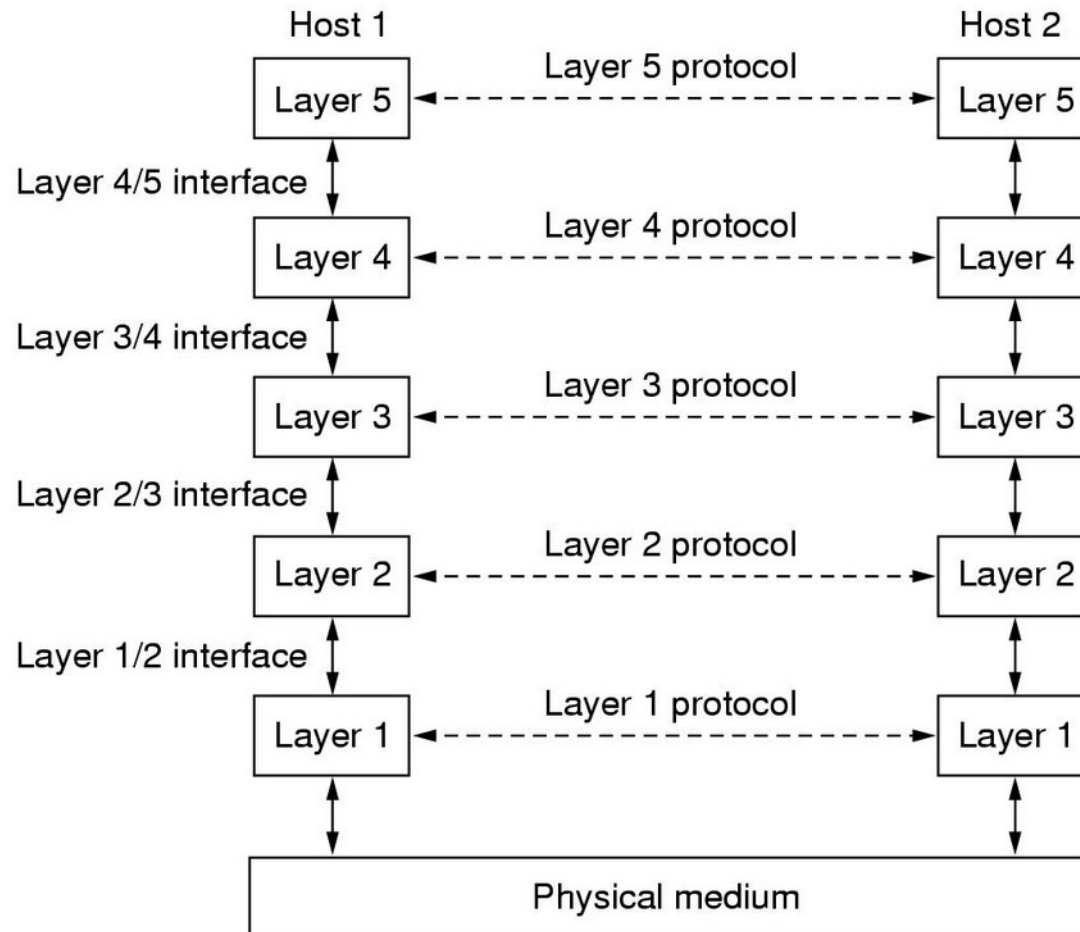 Host 1
Host 2
Layer 5
Layer 5 protocol
Layer 5
Layer 4/5 interface
Layer 4
Layer 4 protocol
Layer 4
Layer 3/4 interface
Layer 3
Layer 3 protocol
Layer 3
Layer 2/3 interface
Layer 2
Layer 2 protocol
Layer 2
Layer 1/2 interface
Layer 1
Layer 1 protocol
Layer 1
Physical medium